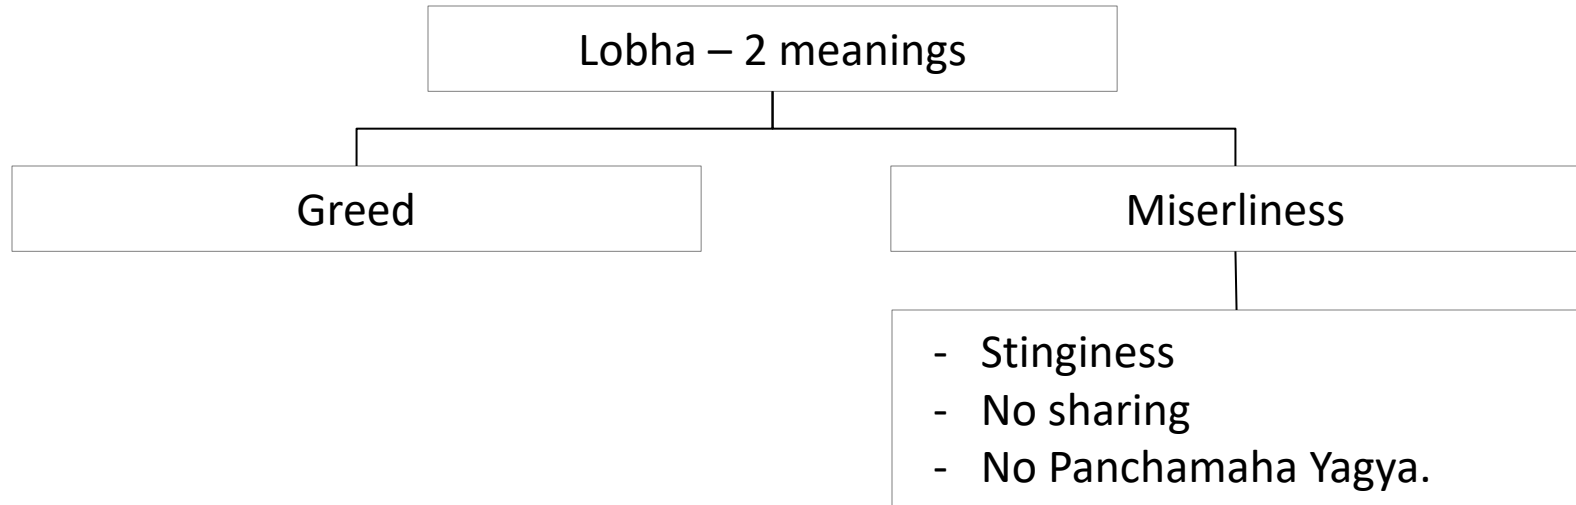 Lobha – 2 meanings
Greed
Miserliness
- Stinginess
- No sharing
- No Panchamaha Yagya.